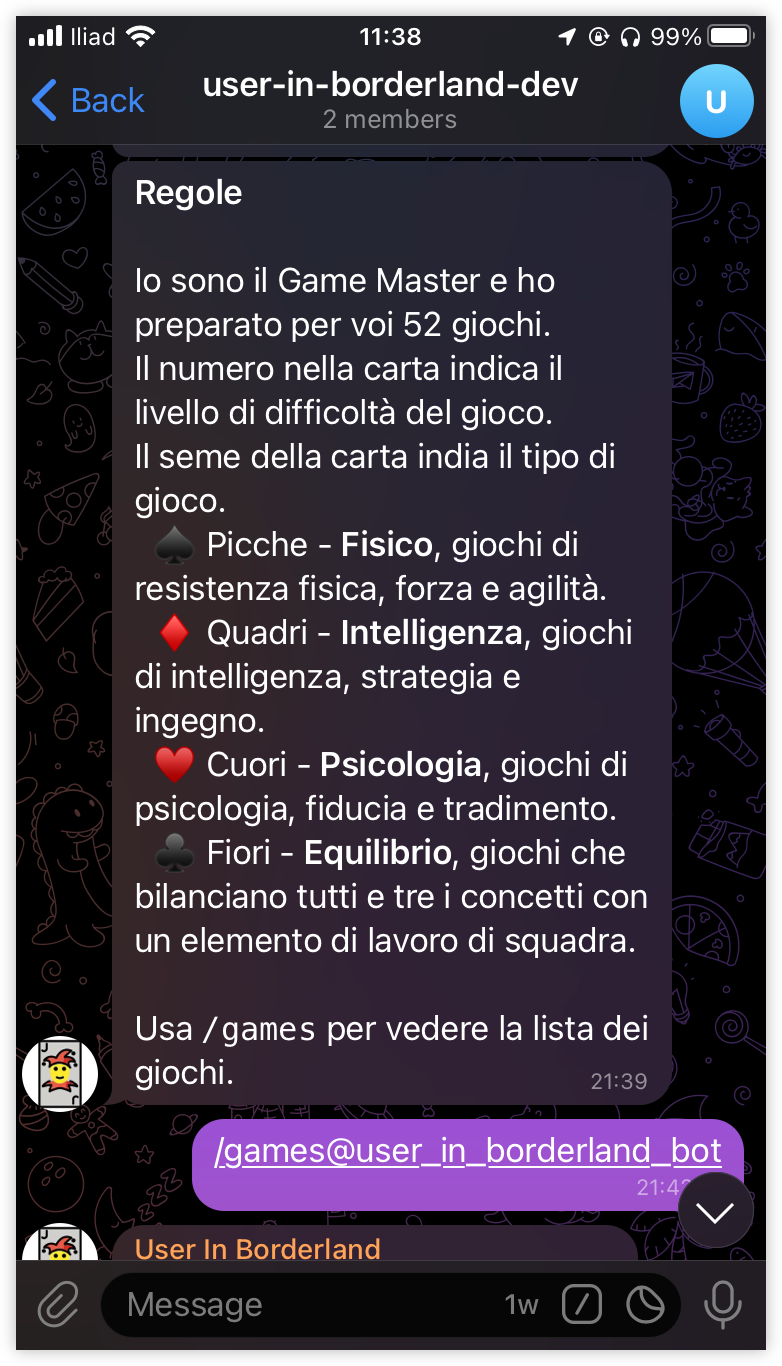 Iliad 11:38 99%
Back user-in-borderland-dev U
2 members
Regole
Io sono il Game Master e ho
preparato per voi 52 giochi.
Il numero nella carta indica il
livello di difficoltà del gioco.
Il seme della carta india il tipo di
gioco.
♠️ Picche - Fisico, giochi di
resistenza fisica, forza e agilità.
♦️ Quadri - Intelligenza, giochi
di intelligenza, strategia e
ingegno.
♥️ Cuori - Psicologia, giochi di
psicologia, fiducia e tradimento.
♣️ Fiori - Equilibrio, giochi che
bilanciano tutti e tre i concetti con
un elemento di lavoro di squadra.
Usa /games per vedere la lista dei
giochi. 21:39
/games@user_in_borderland_bot
User In Borderland
Message 1w